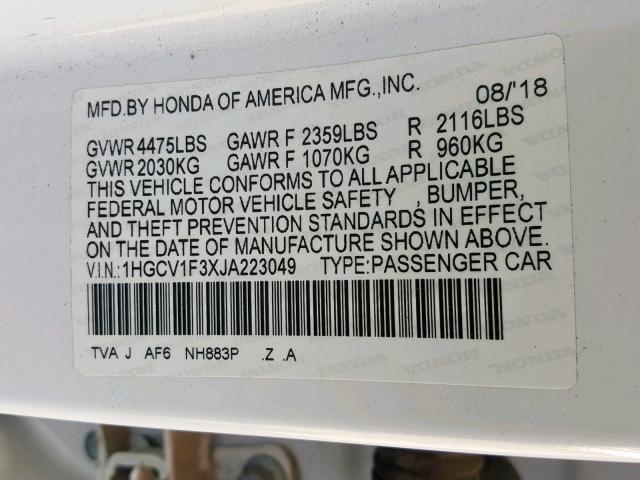 MFD.BY HONDA OF AMERICA MFG.,INC. 08/'18
GVWR 4475LBS GAWR F 2359LBS R 2116LBS
GVWR 2030KG GAWR F 1070KG R 960KG
THIS VEHICLE CONFORMS TO ALL APPLICABLE
FEDERAL MOTOR VEHICLE SAFETY , BUMPER,
AND THEFT PREVENTION STANDARDS IN EFFECT
ON THE DATE OF MANUFACTURE SHOWN ABOVE.
V.I.N.:1HGCV1F3XJA223049 TYPE:PASSENGER CAR
TVA J AF6 NH883P .Z .A